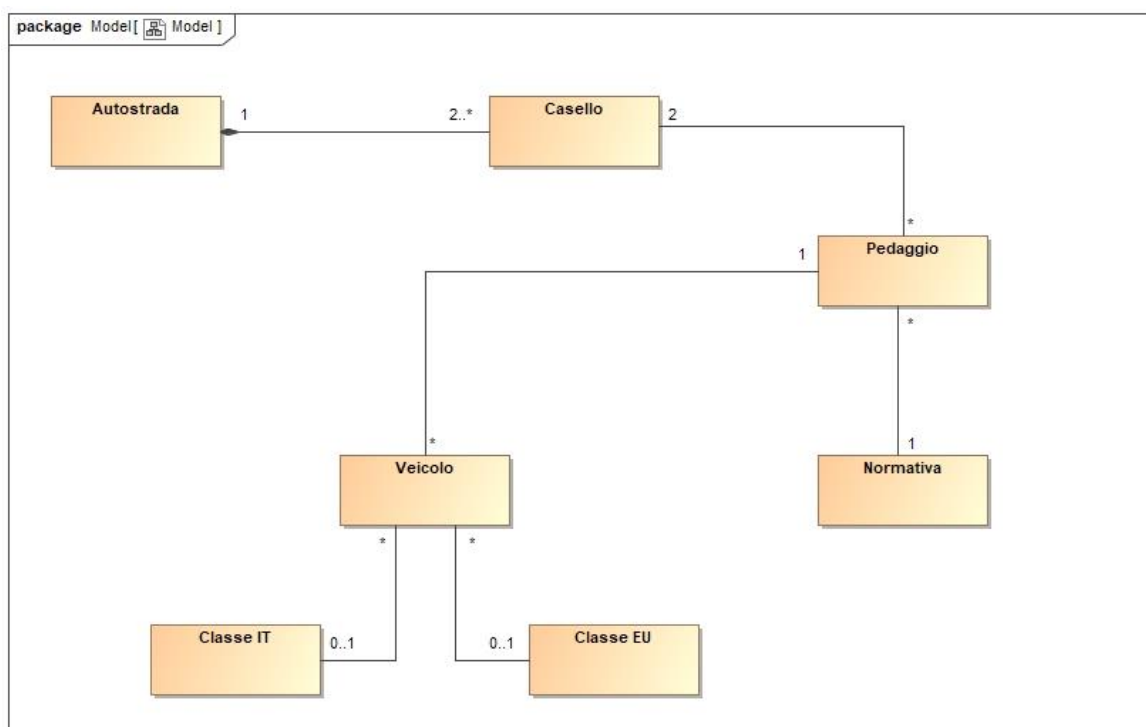 package Model[ Model ]
Autostrada
1
2..*
Casello
2
*
Pedaggio
1
*
*
Veicolo
1
Normativa
*
*
Classe IT
0..1
0..1
Classe EU